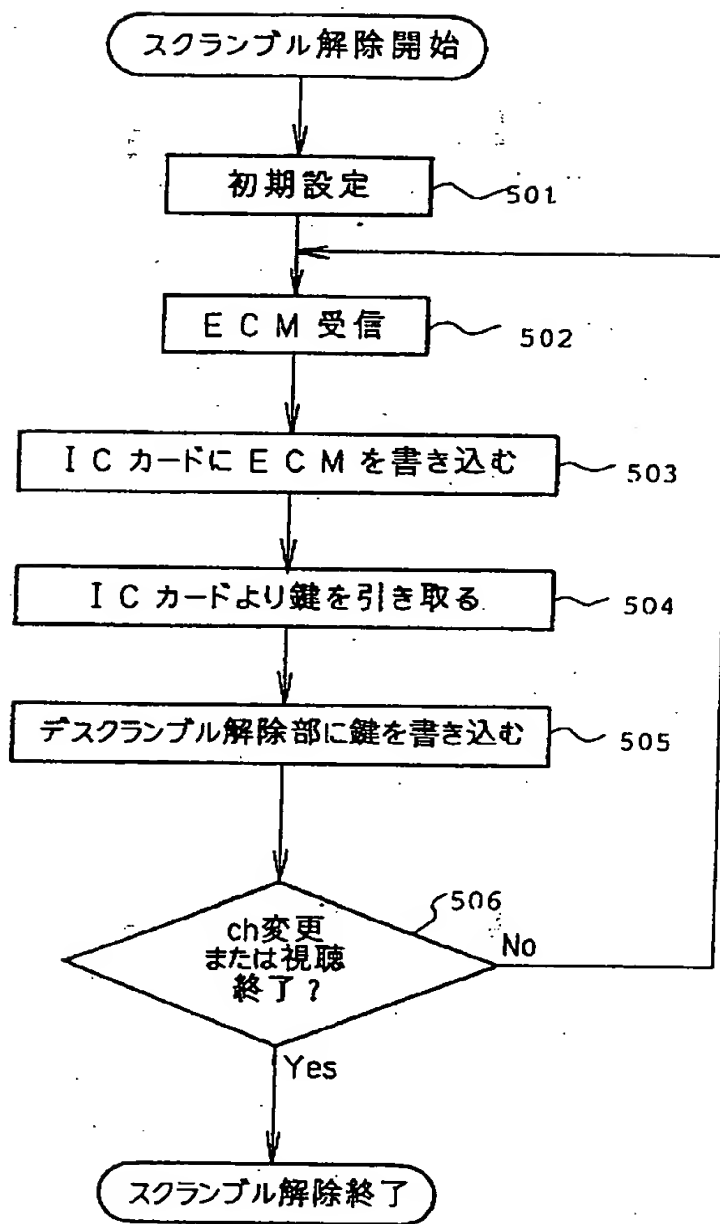 スクランブル解除開始
初期設定
501
ECM受信
502
ICカードにECMを書き込む
503
ICカードより鍵を引き取る
504
デスクランブル解除部に鍵を書き込む
505
506
ch変更
または視聴
終了?
No
Yes
スクランブル解除終了